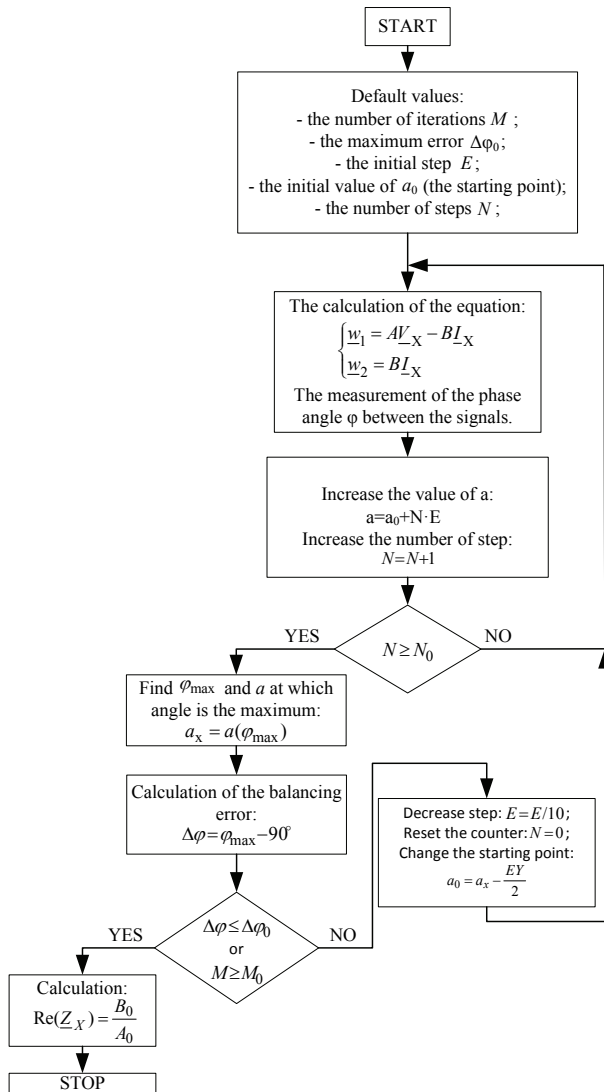 START
Default values:
- the number of iterations M ;
- the maximum error Δφ₀;
- the initial step E;
- the initial value of a₀ (the starting point);
- the number of steps N ;
The calculation of the equation:
w₁ = AV_X − BI_X
w₂ = BI_X
The measurement of the phase
angle φ between the signals.
Increase the value of a:
a=a₀+N·E
Increase the number of step:
N=N+1
YES
N ≥ N₀
NO
Find φmax and a at which
angle is the maximum:
aₓ = a(φmax)
Calculation of the balancing
error:
Δφ=φmax−90°
Decrease step: E=E/10;
Reset the counter: N=0;
Change the starting point:
a₀ = aₓ − EY/2
YES
Δφ ≤ Δφ₀
or
M ≥ M₀
NO
Calculation:
Re(Z_X) = B₀/A₀
STOP